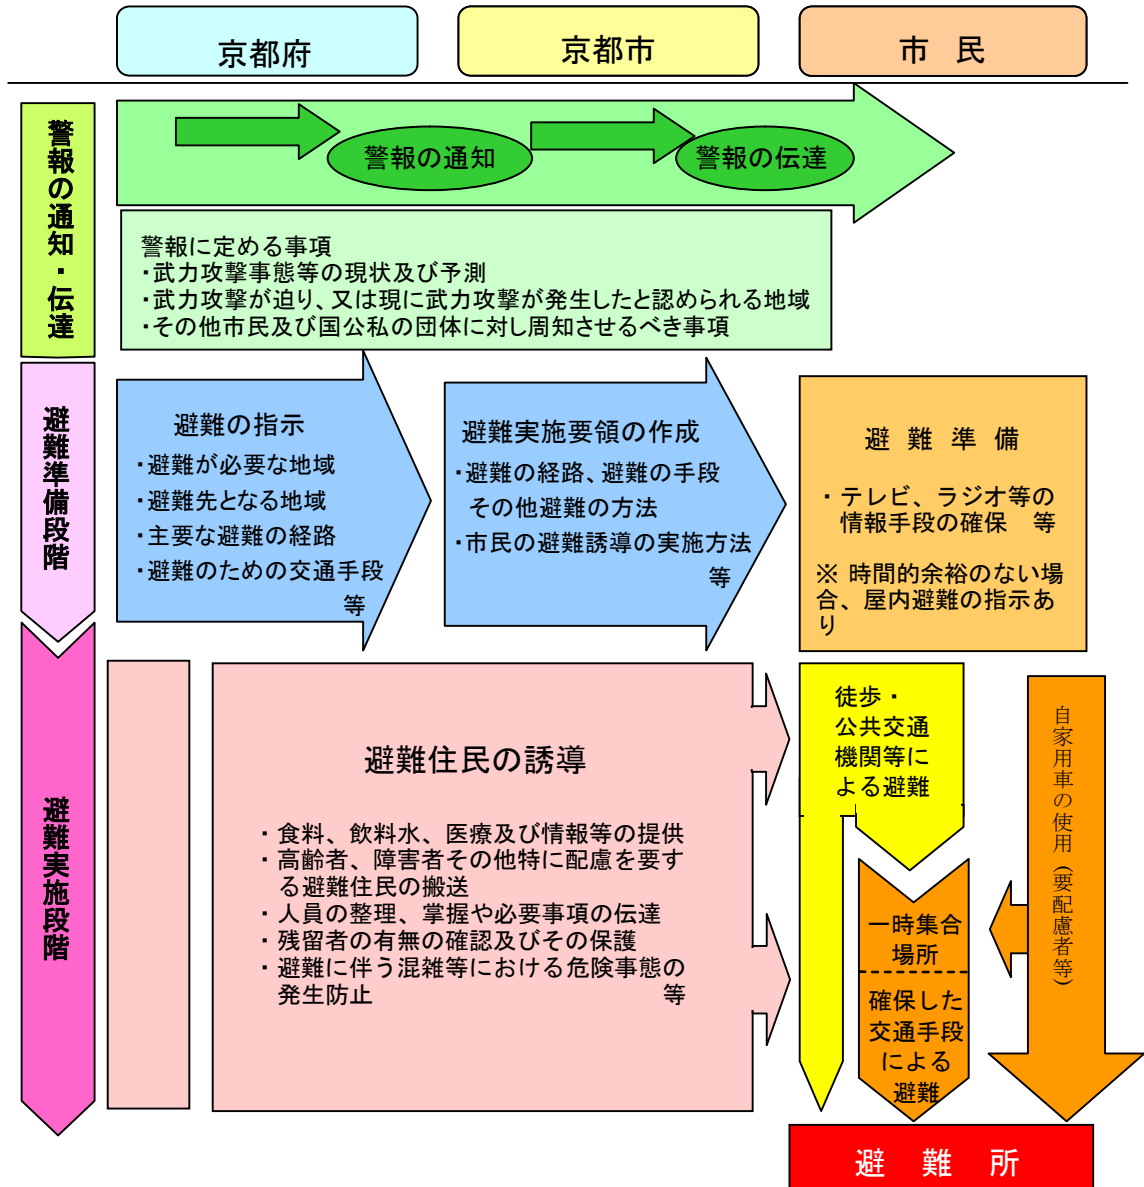 京都府
京都市
市　民
警報の通知・伝達
警報の通知
警報の伝達
警報に定める事項
・武力攻撃事態等の現状及び予測
・武力攻撃が迫り、又は現に武力攻撃が発生したと認められる地域
・その他市民及び国公私の団体に対し周知させるべき事項
避難準備段階
避難の指示
・避難が必要な地域
・避難先となる地域
・主要な避難の経路
・避難のための交通手段
等
避難実施要領の作成
・避難の経路、避難の手段
その他避難の方法
・市民の避難誘導の実施方法
等
避　難　準　備
・テレビ、ラジオ等の
情報手段の確保　等
※ 時間的余裕のない場
合、屋内避難の指示あ
り
避難実施段階
避難住民の誘導
・食料、飲料水、医療及び情報等の提供
・高齢者、障害者その他特に配慮を要す
る避難住民の搬送
・人員の整理、掌握や必要事項の伝達
・残留者の有無の確認及びその保護
・避難に伴う混雑等における危険事態の
発生防止　等
徒歩・
公共交通
機関等に
よる避難
一時集合
場所
確保した
交通手段
による
避難
自家用車の使用（要配慮者等）
避　難　所